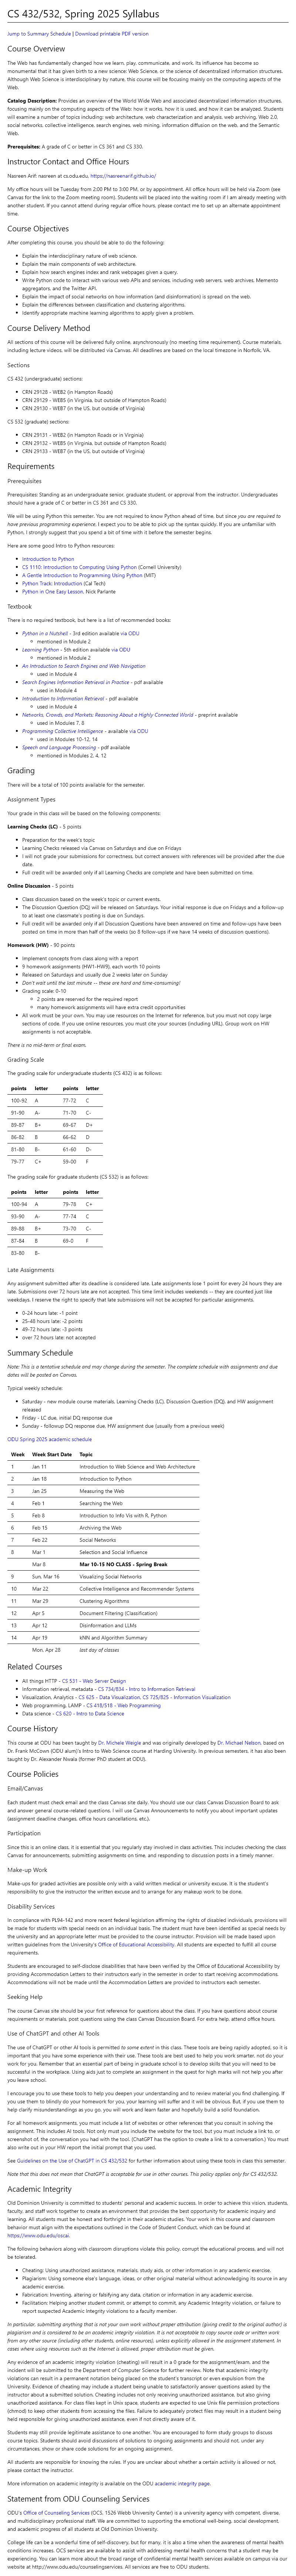 CS 432/532, Spring 2025 Syllabus
Jump to Summary Schedule | Download printable PDF version
Course Overview
The Web has fundamentally changed how we learn, play, communicate, and work. Its influence has become so
monumental that it has given birth to a new science: Web Science, or the science of decentralized information structures.
Although Web Science is interdisciplinary by nature, this course will be focusing mainly on the computing aspects of the
Web.
Catalog Description: Provides an overview of the World Wide Web and associated decentralized information structures,
focusing mainly on the computing aspects of the Web: how it works, how it is used, and how it can be analyzed. Students
will examine a number of topics including: web architecture, web characterization and analysis, web archiving, Web 2.0,
social networks, collective intelligence, search engines, web mining, information diffusion on the web, and the Semantic
Web.
Prerequisites: A grade of C or better in CS 361 and CS 330.
Instructor Contact and Office Hours
Nasreen Arif: nasreen at cs.odu.edu, https://nasreenarif.github.io/
My office hours will be Tuesday from 2:00 PM to 3:00 PM, or by appointment. All office hours will be held via Zoom (see
Canvas for the link to the Zoom meeting room). Students will be placed into the waiting room if I am already meeting with
another student. If you cannot attend during regular office hours, please contact me to set up an alternate appointment
time.
Course Objectives
After completing this course, you should be able to do the following:
Explain the interdisciplinary nature of web science.
Explain the main components of web architecture.
Explain how search engines index and rank webpages given a query.
Write Python code to interact with various web APIs and services, including web servers, web archives, Memento
aggregators, and the Twitter API.
Explain the impact of social networks on how information (and disinformation) is spread on the web.
Explain the differences between classification and clustering algorithms.
Identify appropriate machine learning algorithms to apply given a problem.
Course Delivery Method
All sections of this course will be delivered fully online, asynchronously (no meeting time requirement). Course materials,
including lecture videos, will be distributed via Canvas. All deadlines are based on the local timezone in Norfolk, VA.
Sections
CS 432 (undergraduate) sections:
CRN 29128 - WEB2 (in Hampton Roads)
CRN 29129 - WEB5 (in Virginia, but outside of Hampton Roads)
CRN 29130 - WEB7 (in the US, but outside of Virginia)
CS 532 (graduate) sections:
CRN 29131 - WEB2 (in Hampton Roads or in Virginia)
CRN 29132 - WEB5 (in Virginia, but outside of Hampton Roads)
CRN 29133 - WEB7 (in the US, but outside of Virginia)
Requirements
Prerequisites
Prerequisites: Standing as an undergraduate senior, graduate student, or approval from the instructor. Undergraduates
should have a grade of C or better in CS 361 and CS 330.
We will be using Python this semester. You are not required to know Python ahead of time, but since you are required to
have previous programming experience, I expect you to be able to pick up the syntax quickly. If you are unfamiliar with
Python, I strongly suggest that you spend a bit of time with it before the semester begins.
Here are some good Intro to Python resources:
Introduction to Python
CS 1110: Introduction to Computing Using Python (Cornell University)
A Gentle Introduction to Programming Using Python (MIT)
Python Track: Introduction (Cal Tech)
Python in One Easy Lesson, Nick Parlante
Textbook
There is no required textbook, but here is a list of recommended books:
Python in a Nutshell - 3rd edition available via ODU
mentioned in Module 2
Learning Python - 5th edition available via ODU
mentioned in Module 2
An Introduction to Search Engines and Web Navigation
used in Module 4
Search Engines Information Retrieval in Practice - pdf available
used in Module 4
Introduction to Information Retrieval - pdf available
used in Module 4
Networks, Crowds, and Markets: Reasoning About a Highly Connected World - preprint available
used in Modules 7, 8
Programming Collective Intelligence - available via ODU
used in Modules 10-12, 14
Speech and Language Processing - pdf available
mentioned in Modules 2, 4, 12
Grading
There will be a total of 100 points available for the semester.
Assignment Types
Your grade in this class will be based on the following components:
Learning Checks (LC) - 5 points
Preparation for the week's topic
Learning Checks released via Canvas on Saturdays and due on Fridays
I will not grade your submissions for correctness, but correct answers with references will be provided after the due
date.
Full credit will be awarded only if all Learning Checks are complete and have been submitted on time.
Online Discussion - 5 points
Class discussion based on the week's topic or current events.
The Discussion Question (DQ) will be released on Saturdays. Your initial response is due on Fridays and a follow-up
to at least one classmate's posting is due on Sundays.
Full credit will be awarded only if all Discussion Questions have been answered on time and follow-ups have been
posted on time in more than half of the weeks (so 8 follow-ups if we have 14 weeks of discussion questions).
Homework (HW) - 90 points
Implement concepts from class along with a report
9 homework assignments (HW1-HW9), each worth 10 points
Released on Saturday and usually due 2 weeks later on Sunday
Don't wait until the last minute -- these are hard and time-consuming!
Grading scale: 0-10
2 points are reserved for the required report
many homework assignments will have extra credit opportunities
All work must be your own. You may use resources on the Internet for reference, but you must not copy large
sections of code. If you use online resources, you must cite your sources (including URL). Group work on HW
assignments is not acceptable.
There is no mid-term or final exam.
Grading Scale
The grading scale for undergraduate students (CS 432) is as follows:
points letter points letter
100-92 A 77-72 C
91-90 A- 71-70 C-
89-87 B+ 69-67 D+
86-82 B 66-62 D
81-80 B- 61-60 D-
79-77 C+ 59-00 F
The grading scale for graduate students (CS 532) is as follows:
points letter points letter
100-94 A 79-78 C+
93-90 A- 77-74 C
89-88 B+ 73-70 C-
87-84 B 69-0 F
83-80 B-
Late Assignments
Any assignment submitted after its deadline is considered late. Late assignments lose 1 point for every 24 hours they are
late. Submissions over 72 hours late are not accepted. This time limit includes weekends -- they are counted just like
weekdays. I reserve the right to specify that late submissions will not be accepted for particular assignments.
0-24 hours late: -1 point
25-48 hours late: -2 points
49-72 hours late: -3 points
over 72 hours late: not accepted
Summary Schedule
Note: This is a tentative schedule and may change during the semester. The complete schedule with assignments and due
dates will be posted on Canvas.
Typical weekly schedule:
Saturday - new module course materials, Learning Checks (LC), Discussion Question (DQ), and HW assignment
released
Friday - LC due, initial DQ response due
Sunday - followup DQ response due, HW assignment due (usually from a previous week)
ODU Spring 2025 academic schedule
Week Week Start Date Topic
1 Jan 11 Introduction to Web Science and Web Architecture
2 Jan 18 Introduction to Python
3 Jan 25 Measuring the Web
4 Feb 1 Searching the Web
5 Feb 8 Introduction to Info Vis with R, Python
6 Feb 15 Archiving the Web
7 Feb 22 Social Networks
8 Mar 1 Selection and Social Influence
Mar 8 Mar 10-15 NO CLASS - Spring Break
9 Sun, Mar 16 Visualizing Social Networks
10 Mar 22 Collective Intelligence and Recommender Systems
11 Mar 29 Clustering Algorithms
12 Apr 5 Document Filtering (Classification)
13 Apr 12 Disinformation and LLMs
14 Apr 19 kNN and Algorithm Summary
Mon, Apr 28 last day of classes
Related Courses
All things HTTP - CS 531 - Web Server Design
Information retrieval, metadata - CS 734/834 - Intro to Information Retrieval
Visualization, Analytics - CS 625 - Data Visualization, CS 725/825 - Information Visualization
Web programming, LAMP - CS 418/518 - Web Programming
Data science - CS 620 - Intro to Data Science
Course History
This course at ODU has been taught by Dr. Michele Weigle and was originally developed by Dr. Michael Nelson, based on
Dr. Frank McCown (ODU alum)'s Intro to Web Science course at Harding University. In some semesters, it has also been
taught by Dr. Alexander Nwala (former PhD student at ODU).
Course Policies
Email/Canvas
Each student must check email and the class Canvas site daily. You should use our class Canvas Discussion Board to ask
and answer general course-related questions. I will use Canvas Announcements to notify you about important updates
(assignment deadline changes, office hours cancellations, etc.).
Participation
Since this is an online class, it is essential that you regularly stay involved in class activities. This includes checking the class
Canvas for announcements, submitting assignments on time, and responding to discussion posts in a timely manner.
Make-up Work
Make-ups for graded activities are possible only with a valid written medical or university excuse. It is the student's
responsibility to give the instructor the written excuse and to arrange for any makeup work to be done.
Disability Services
In compliance with PL94-142 and more recent federal legislation affirming the rights of disabled individuals, provisions will
be made for students with special needs on an individual basis. The student must have been identified as special needs by
the university and an appropriate letter must be provided to the course instructor. Provision will be made based upon
written guidelines from the University's Office of Educational Accessibility. All students are expected to fulfill all course
requirements.
Students are encouraged to self-disclose disabilities that have been verified by the Office of Educational Accessibility by
providing Accommodation Letters to their instructors early in the semester in order to start receiving accommodations.
Accommodations will not be made until the Accommodation Letters are provided to instructors each semester.
Seeking Help
The course Canvas site should be your first reference for questions about the class. If you have questions about course
requirements or materials, post questions using the class Canvas Discussion Board. For extra help, attend office hours.
Use of ChatGPT and other AI Tools
The use of ChatGPT or other AI Tools is permitted to some extent in this class. These tools are being rapidly adopted, so it is
important that you have some experience with their use. These tools are best used to help you work smarter, not do your
work for you. Remember that an essential part of being in graduate school is to develop skills that you will need to be
successful in the workplace. Using aids just to complete an assignment in the quest for high marks will not help you after
you leave school.
I encourage you to use these tools to help you deepen your understanding and to review material you find challenging. If
you use them to blindly do your homework for you, your learning will suffer and it will be obvious. But, if you use them to
help clarify misunderstandings as you go, you will work and learn faster and hopefully develop a solid foundation.
For all homework assignments, you must include a list of websites or other references that you consult in solving the
assignment. This includes AI tools. Not only must you include the website for the tool, but you must include a link to, or
contents of, the conversation you had with the tool. (ChatGPT has the option to create a link to a conversation.) You must
also write out in your HW report the initial prompt that you used.
See Guidelines on the Use of ChatGPT in CS 432/532 for further information about using these tools in class this semester.
Note that this does not mean that ChatGPT is acceptable for use in other courses. This policy applies only for CS 432/532.
Academic Integrity
Old Dominion University is committed to students' personal and academic success. In order to achieve this vision, students,
faculty, and staff work together to create an environment that provides the best opportunity for academic inquiry and
learning. All students must be honest and forthright in their academic studies. Your work in this course and classroom
behavior must align with the expectations outlined in the Code of Student Conduct, which can be found at
https://www.odu.edu/oscai.
The following behaviors along with classroom disruptions violate this policy, corrupt the educational process, and will not
be tolerated.
Cheating: Using unauthorized assistance, materials, study aids, or other information in any academic exercise.
Plagiarism: Using someone else's language, ideas, or other original material without acknowledging its source in any
academic exercise.
Fabrication: Inventing, altering or falsifying any data, citation or information in any academic exercise.
Facilitation: Helping another student commit, or attempt to commit, any Academic Integrity violation, or failure to
report suspected Academic Integrity violations to a faculty member.
In particular, submitting anything that is not your own work without proper attribution (giving credit to the original author) is
plagiarism and is considered to be an academic integrity violation. It is not acceptable to copy source code or written work
from any other source (including other students, online resources), unless explicitly allowed in the assignment statement. In
cases where using resources such as the Internet is allowed, proper attribution must be given.
Any evidence of an academic integrity violation (cheating) will result in a 0 grade for the assignment/exam, and the
incident will be submitted to the Department of Computer Science for further review. Note that academic integrity
violations can result in a permanent notation being placed on the student's transcript or even expulsion from the
University. Evidence of cheating may include a student being unable to satisfactorily answer questions asked by the
instructor about a submitted solution. Cheating includes not only receiving unauthorized assistance, but also giving
unauthorized assistance. For class files kept in Unix space, students are expected to use Unix file permission protections
(chmod) to keep other students from accessing the files. Failure to adequately protect files may result in a student being
held responsible for giving unauthorized assistance, even if not directly aware of it.
Students may still provide legitimate assistance to one another. You are encouraged to form study groups to discuss
course topics. Students should avoid discussions of solutions to ongoing assignments and should not, under any
circumstances, show or share code solutions for an ongoing assignment.
All students are responsible for knowing the rules. If you are unclear about whether a certain activity is allowed or not,
please contact the instructor.
More information on academic integrity is available on the ODU academic integrity page.
Statement from ODU Counseling Services
ODU's Office of Counseling Services (OCS, 1526 Webb University Center) is a university agency with a talented, diverse,
and multidisciplinary professional staff. We are committed to supporting the emotional well-being, social development,
and academic progress of all students at Old Dominion University.
College life can be a wonderful time of self-discovery, but for many, it is also a time when the awareness of mental health
conditions increases. OCS services are available to assist with addressing mental health concerns that you may be
experiencing. You can learn more about the broad range of confidential mental health services available on campus, via our
website at http://www.odu.edu/counselingservices. All services are free to ODU students.